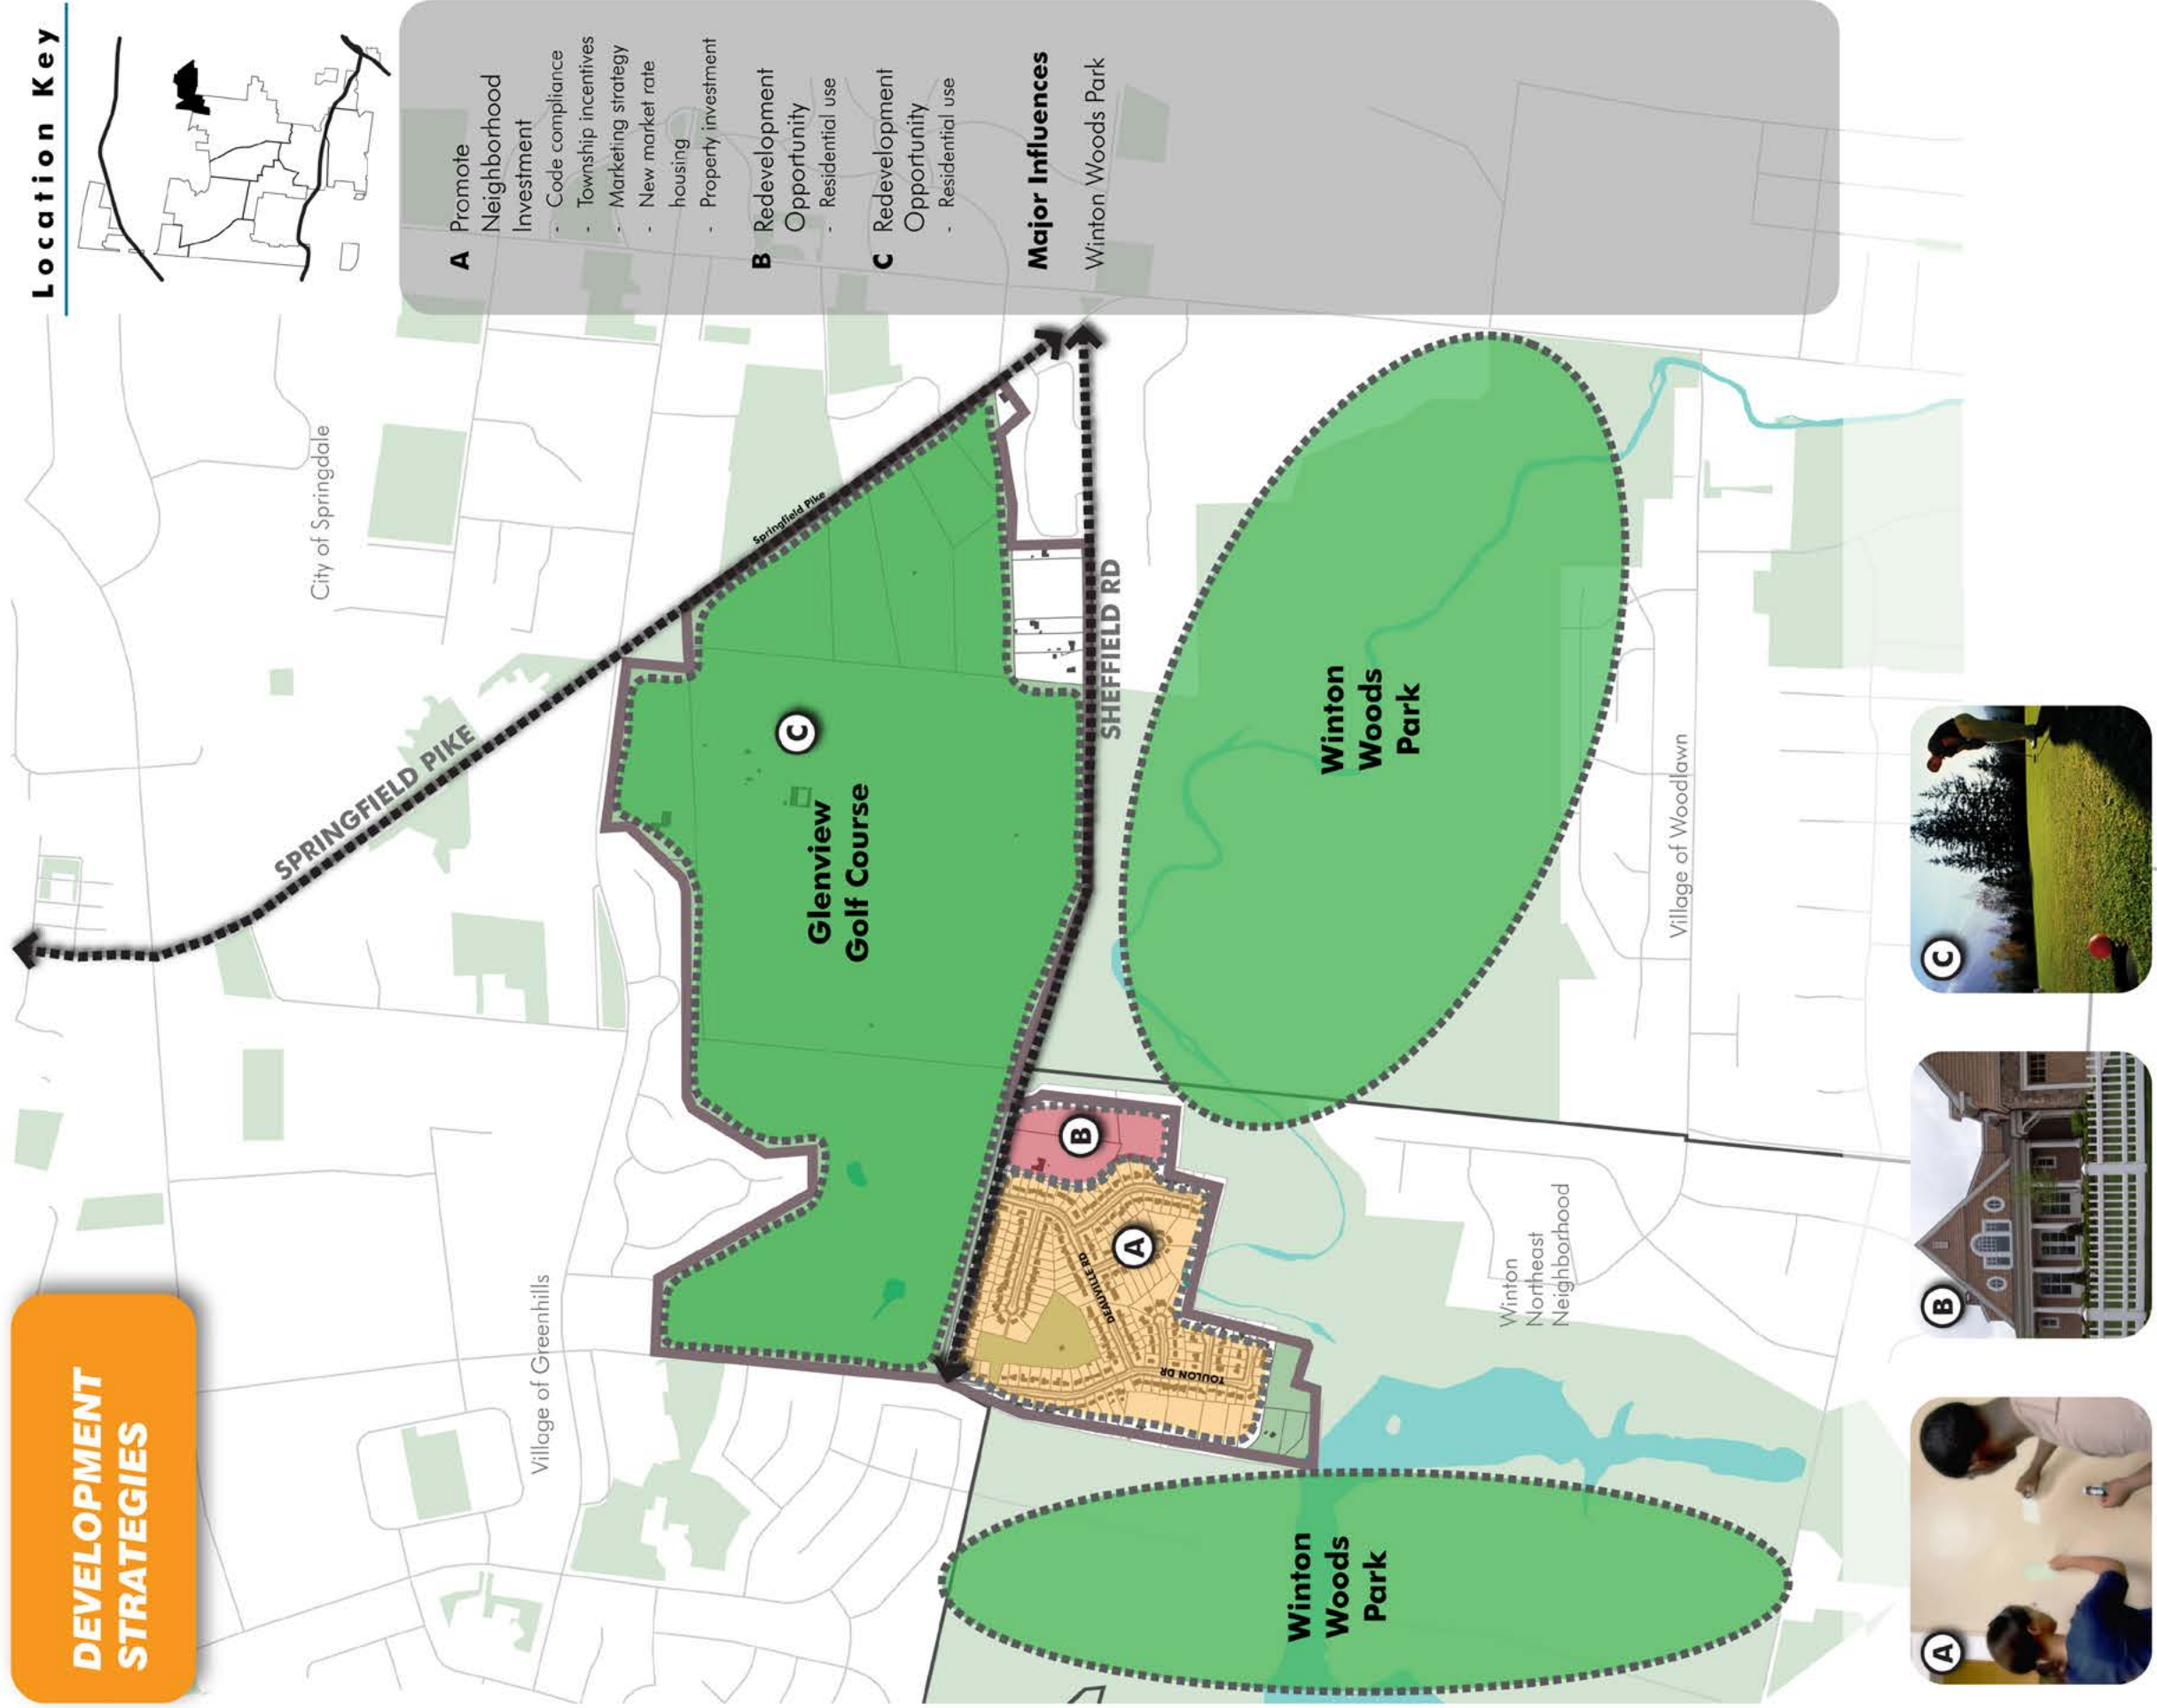 DEVELOPMENT
STRATEGIES
Location Key
A Promote
Neighborhood
Investment
- Code compliance
- Township incentives
- Marketing strategy
- New market rate
housing
- Property investment
B Redevelopment
Opportunity
- Residential use
C Redevelopment
Opportunity
- Residential use
Major Influences
Winton Woods Park
City of Springdale
SPRINGFIELD PIKE
Springfield Pike
C
Glenview
Golf Course
SHEFFIELD RD
Village of Greenhills
B
A
DEAUVILLE RD
TOULON DR
Winton
Woods
Park
Winton
Woods
Park
Village of Woodlawn
Winton
Northeast
Neighborhood
A
B
C